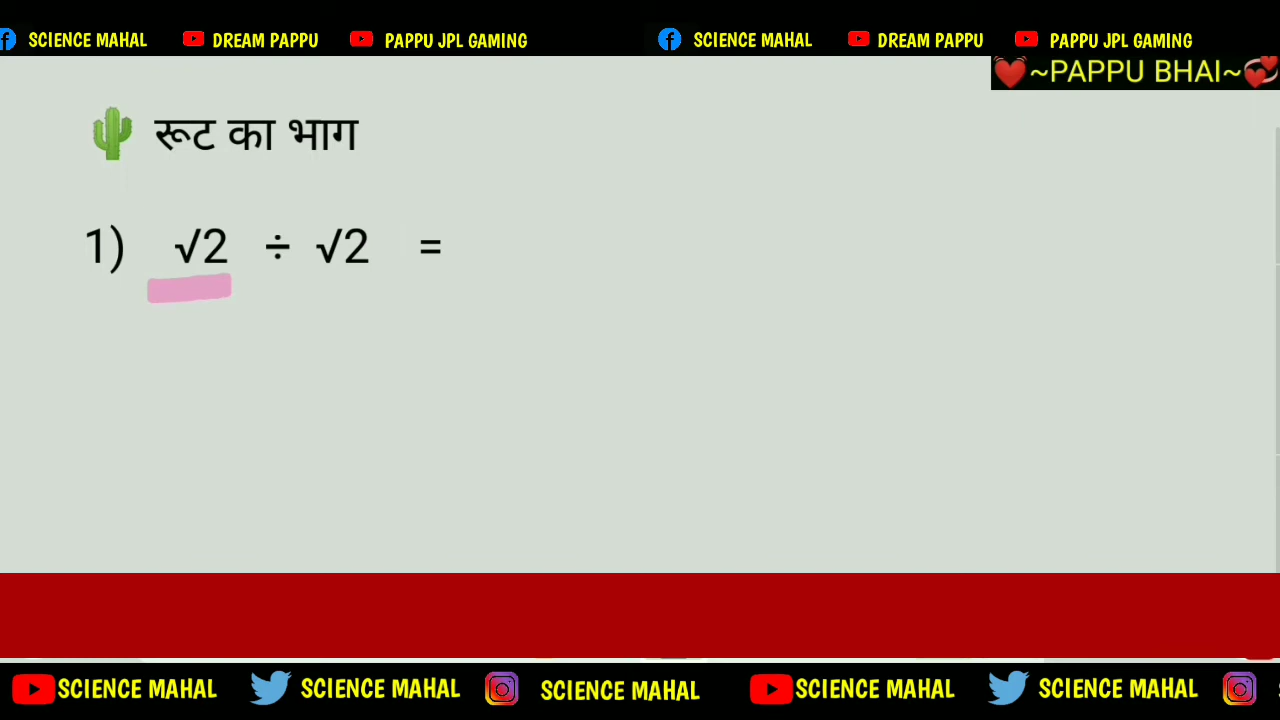 SCIENCE MAHAL DREAM PAPPU PAPPU JPL GAMING SCIENCE MAHAL DREAM PAPPU PAPPU JPL GAMING
~PAPPU BHAI~
रूट का भाग
1) √2 ÷ √2 =
SCIENCE MAHAL SCIENCE MAHAL SCIENCE MAHAL SCIENCE MAHAL SCIENCE MAHAL